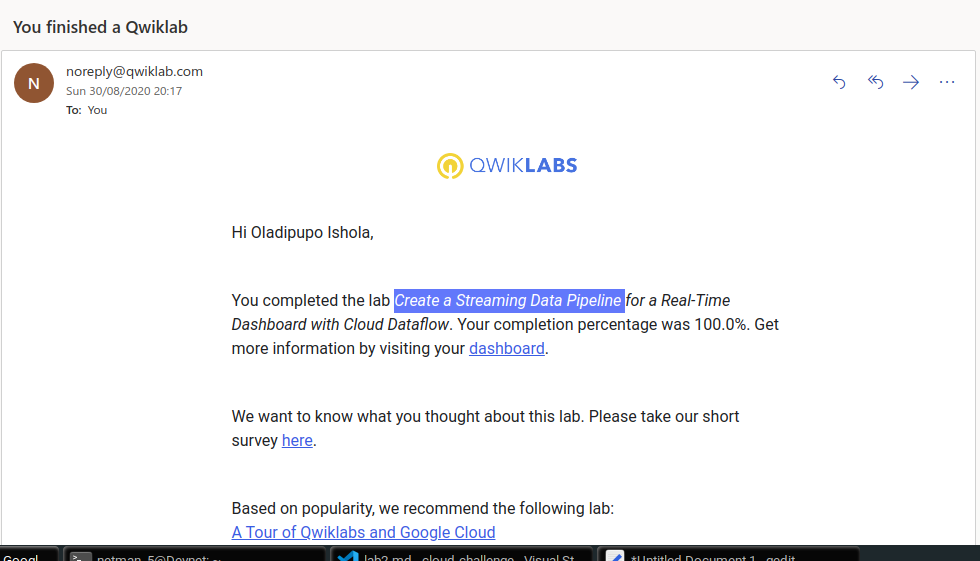 You finished a Qwiklab
N
noreply@qwiklab.com
Sun 30/08/2020 20:17
To: You
QWIKLABS
Hi Oladipupo Ishola,
You completed the lab Create a Streaming Data Pipeline for a Real-Time
Dashboard with Cloud Dataflow. Your completion percentage was 100.0%. Get
more information by visiting your dashboard.
We want to know what you thought about this lab. Please take our short
survey here.
Based on popularity, we recommend the following lab:
A Tour of Qwiklabs and Google Cloud
netman_5@Devnet: ~
lab2.md - cloud-challenge - Visual St...
*Untitled Document 1 - gedit